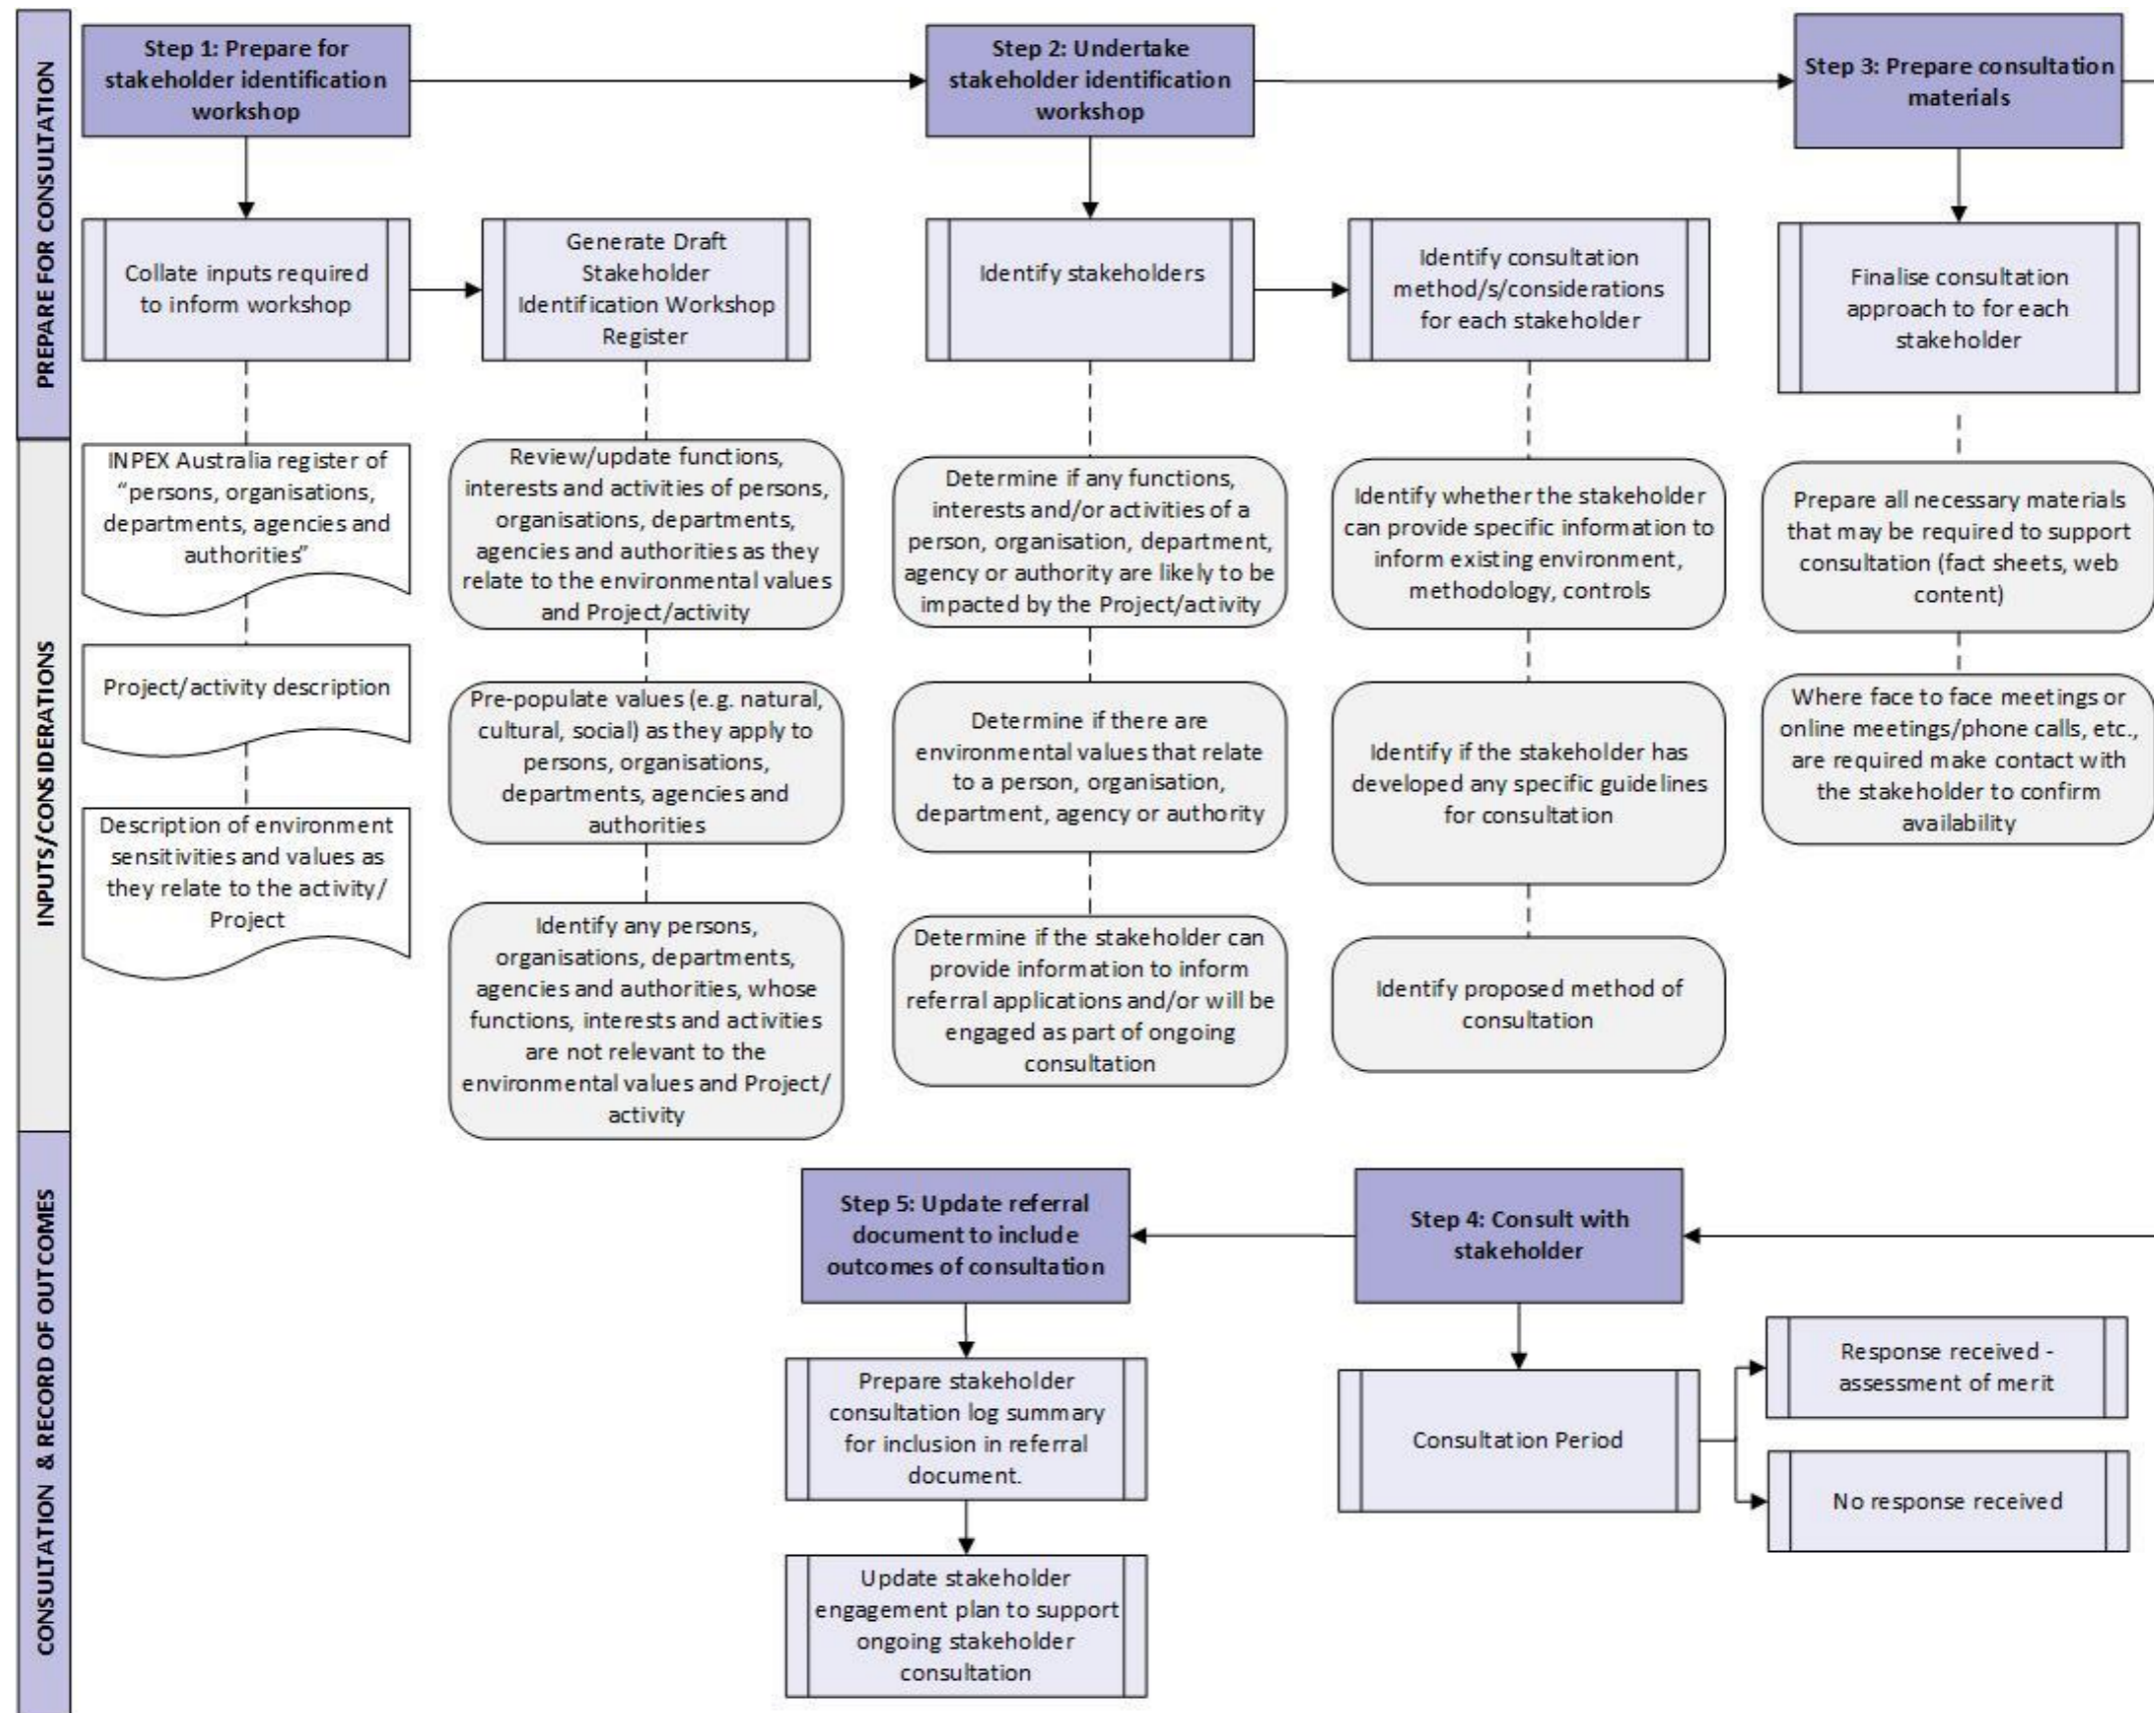 PREPARE FOR CONSULTATION
Step 1: Prepare for
stakeholder identification
workshop
Step 2: Undertake
stakeholder identification
workshop
Step 3: Prepare consultation
materials
Collate inputs required
to inform workshop
Generate Draft
Stakeholder
Identification Workshop
Register
Identify stakeholders
Identify consultation
method/s/considerations
for each stakeholder
Finalise consultation
approach to for each
stakeholder
INPUTS/CONSIDERATIONS
INPEX Australia register of
“persons, organisations,
departments, agencies and
authorities”
Project/activity description
Description of environment
sensitivities and values as
they relate to the activity/
Project
Review/update functions,
interests and activities of persons,
organisations, departments,
agencies and authorities as they
relate to the environmental values
and Project/activity
Pre-populate values (e.g. natural,
cultural, social) as they apply to
persons, organisations,
departments, agencies and
authorities
Identify any persons,
organisations, departments,
agencies and authorities, whose
functions, interests and activities
are not relevant to the
environmental values and Project/
activity
Determine if any functions,
interests and/or activities of a
person, organisation, department,
agency or authority are likely to be
impacted by the Project/activity
Determine if there are
environmental values that relate
to a person, organisation,
department, agency or authority
Determine if the stakeholder can
provide information to inform
referral applications and/or will be
engaged as part of ongoing
consultation
Identify whether the stakeholder
can provide specific information to
inform existing environment,
methodology, controls
Identify if the stakeholder has
developed any specific guidelines
for consultation
Identify proposed method of
consultation
Prepare all necessary materials
that may be required to support
consultation (fact sheets, web
content)
Where face to face meetings or
online meetings/phone calls, etc.,
are required make contact with
the stakeholder to confirm
availability
CONSULTATION & RECORD OF OUTCOMES
Step 5: Update referral
document to include
outcomes of consultation
Step 4: Consult with
stakeholder
Prepare stakeholder
consultation log summary
for inclusion in referral
document.
Update stakeholder
engagement plan to support
ongoing stakeholder
consultation
Consultation Period
Response received -
assessment of merit
No response received